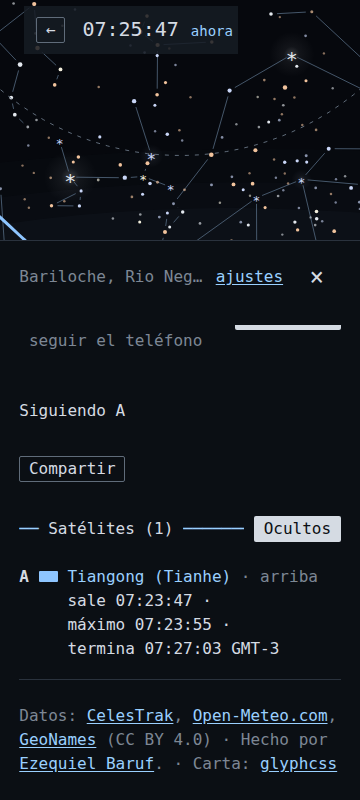 ← 07:25:47 ahora
Bariloche, Rio Neg… ajustes ×
seguir el teléfono
Siguiendo A
Compartir
Satélites (1) Ocultos
A Tiangong (Tianhe) · arriba
sale 07:23:47 ·
máximo 07:23:55 ·
termina 07:27:03 GMT-3
Datos: CelesTrak, Open-Meteo.com,
GeoNames (CC BY 4.0) · Hecho por
Ezequiel Baruf. · Carta: glyphcss